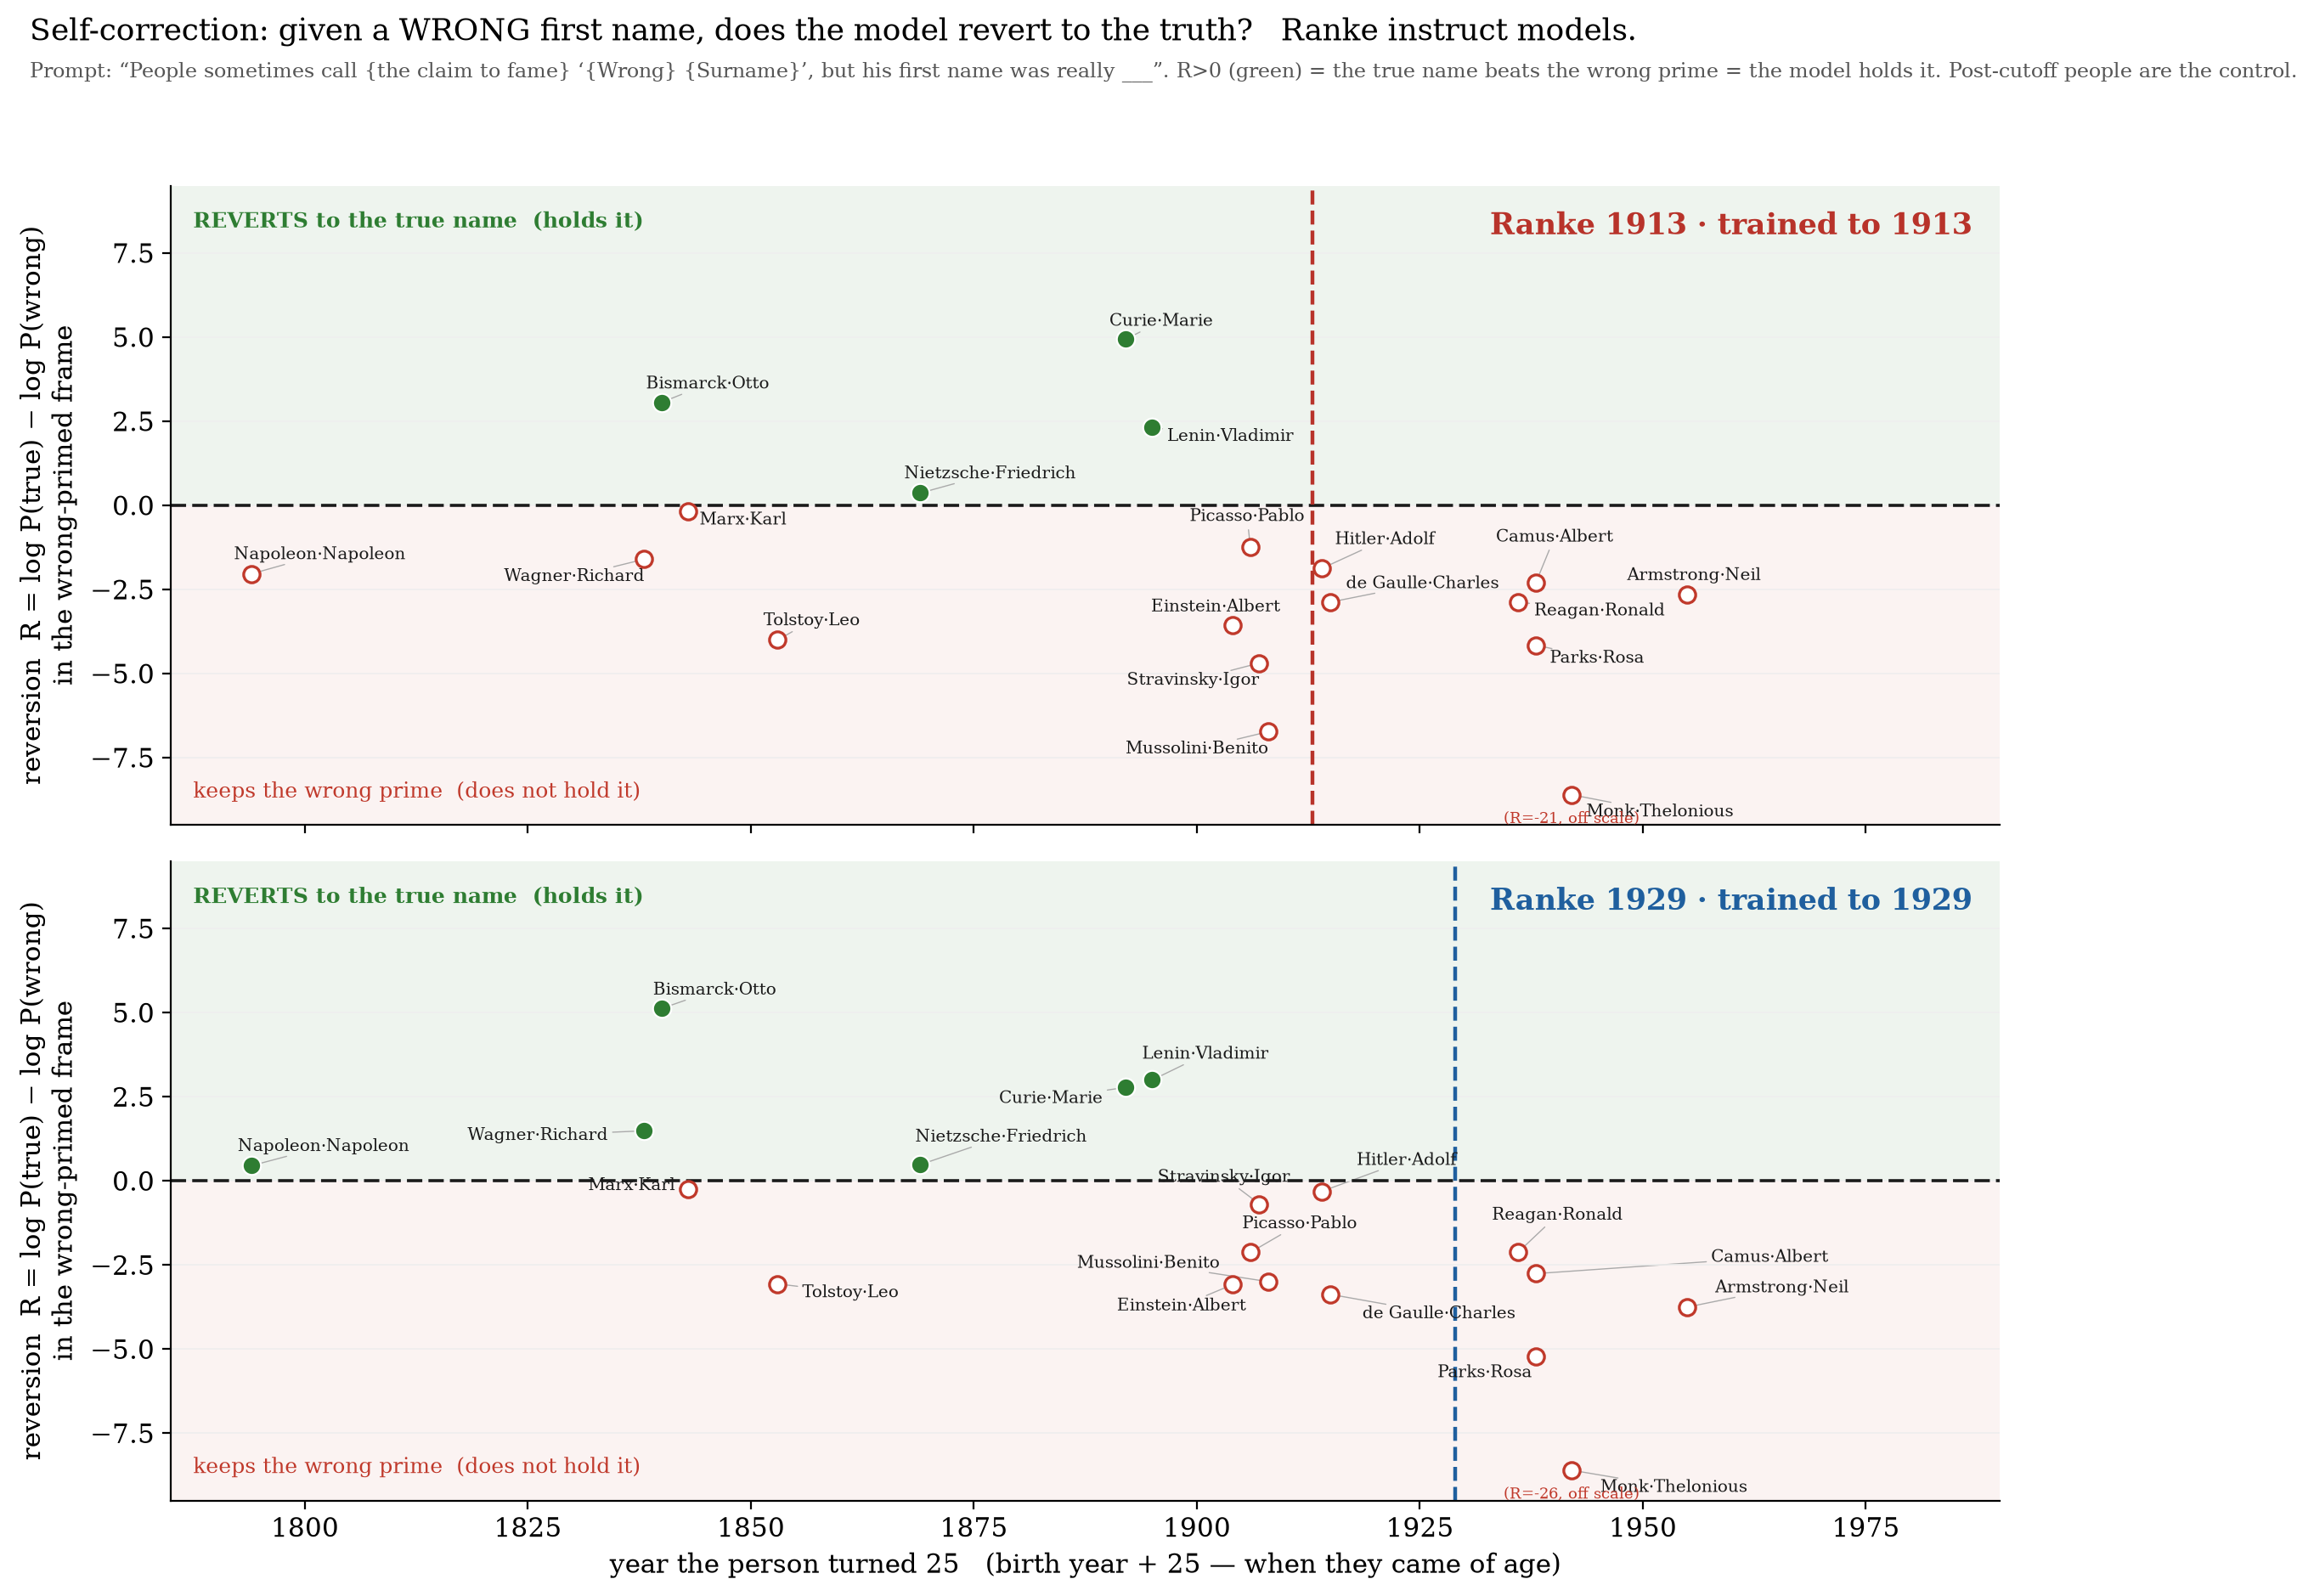 Self-correction: given a WRONG first name, does the model revert to the truth?   Ranke instruct models.
Prompt: “People sometimes call {the claim to fame} ‘{Wrong} {Surname}’, but his first name was really ___”. R>0 (green) = the true name beats the wrong prime = the model holds it. Post-cutoff people are the control.
reversion R = log P(true) − log P(wrong)
in the wrong-primed frame
7.5
5.0
2.5
0.0
−2.5
−5.0
−7.5
REVERTS to the true name (holds it)
Ranke 1913 · trained to 1913
Curie·Marie
Bismarck·Otto
Lenin·Vladimir
Nietzsche·Friedrich
Marx·Karl
Picasso·Pablo
Napoleon·Napoleon
Wagner·Richard
Hitler·Adolf
Camus·Albert
de Gaulle·Charles
Armstrong·Neil
Reagan·Ronald
Einstein·Albert
Tolstoy·Leo
Parks·Rosa
Stravinsky·Igor
Mussolini·Benito
keeps the wrong prime (does not hold it)
Monk·Thelonious
(R=-21, off scale)
reversion R = log P(true) − log P(wrong)
in the wrong-primed frame
7.5
5.0
2.5
0.0
−2.5
−5.0
−7.5
REVERTS to the true name (holds it)
Ranke 1929 · trained to 1929
Bismarck·Otto
Lenin·Vladimir
Curie·Marie
Wagner·Richard
Nietzsche·Friedrich
Napoleon·Napoleon
Hitler·Adolf
Stravinsky·Igor
Marx·Karl
Picasso·Pablo
Reagan·Ronald
Mussolini·Benito
Camus·Albert
Tolstoy·Leo
Einstein·Albert
Armstrong·Neil
de Gaulle·Charles
Parks·Rosa
keeps the wrong prime (does not hold it)
Monk·Thelonious
(R=-26, off scale)
1800 1825 1850 1875 1900 1925 1950 1975
year the person turned 25 (birth year + 25 — when they came of age)